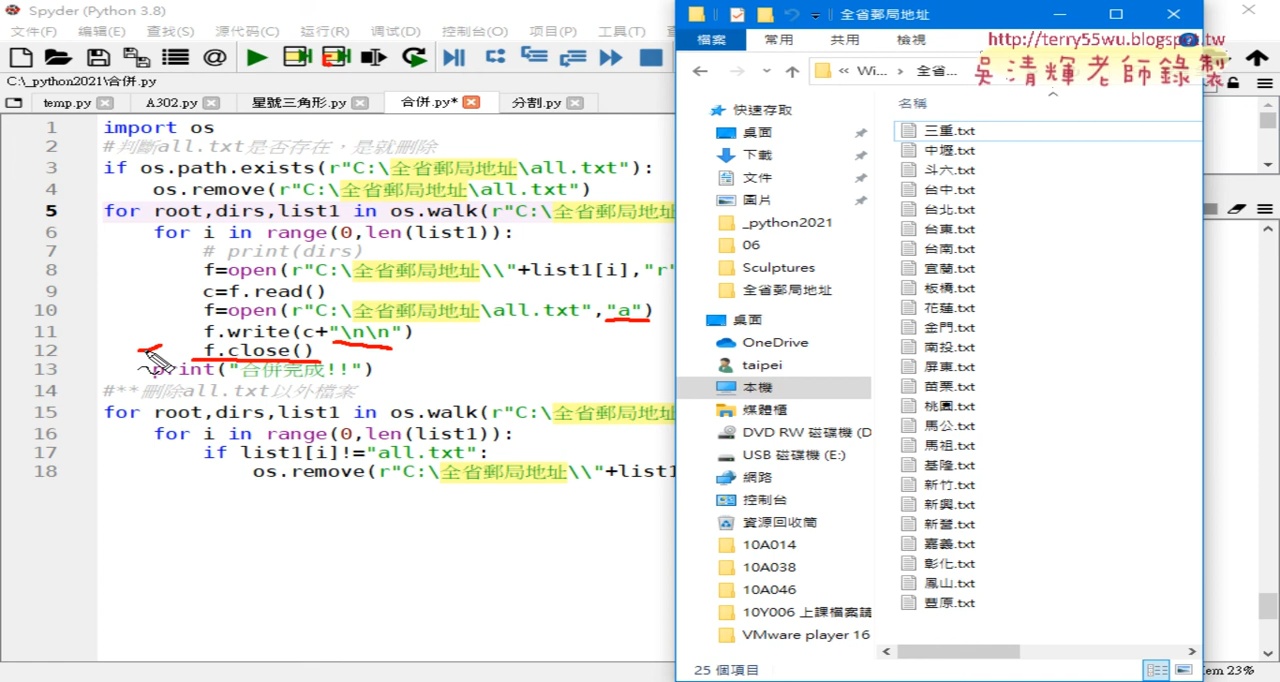 Spyder (Python 3.8)
文件(F) 编辑(E) 查找(S) 源代码(C) 运行(R) 调试(D) 控制台(O) 项目(P) 工具(T)
C:\_python2021\合併.py
temp.py A302.py 星號三角形.py 合併.py* 分割.py
1 import os
2 #判斷all.txt是否存在，是就刪除
3 if os.path.exists(r"C:\全省郵局地址\all.txt"):
4 os.remove(r"C:\全省郵局地址\all.txt")
5 for root,dirs,list1 in os.walk(r"C:\全省郵局地址
6 for i in range(0,len(list1)):
7 # print(dirs)
8 f=open(r"C:\全省郵局地址\\"+list1[i],"r"
9 c=f.read()
10 f=open(r"C:\全省郵局地址\all.txt","a")
11 f.write(c+"\n\n")
12 f.close()
13 print("合併完成!!")
14 #**刪除all.txt以外檔案
15 for root,dirs,list1 in os.walk(r"C:\全省郵局地址
16 for i in range(0,len(list1)):
17 if list1[i]!="all.txt":
18 os.remove(r"C:\全省郵局地址\\"+list1
全省郵局地址
檔案 常用 共用 檢視
http://terry55wu.blogspot.tw
吳清輝老師錄製
« Wi... › 全省...
快速存取
桌面
下載
文件
圖片
_python2021
06
Sculptures
全省郵局地址
桌面
OneDrive
taipei
本機
媒體櫃
DVD RW 磁碟機 (D
USB 磁碟機 (E:)
網路
控制台
資源回收筒
10A014
10A038
10A046
10Y006 上課檔案請
VMware player 16
名稱
三重.txt
中壢.txt
斗六.txt
台中.txt
台北.txt
台東.txt
台南.txt
宜蘭.txt
板橋.txt
花蓮.txt
金門.txt
南投.txt
屏東.txt
苗栗.txt
桃園.txt
馬公.txt
馬祖.txt
基隆.txt
新竹.txt
新興.txt
新營.txt
嘉義.txt
彰化.txt
鳳山.txt
豐原.txt
25 個項目
em 23%